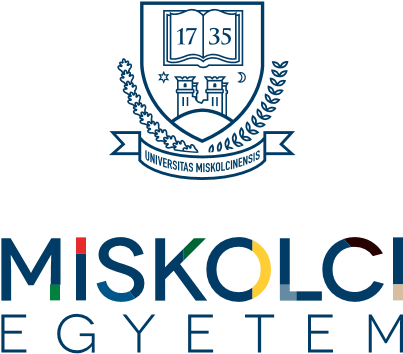 17 35
UNIVERSITAS MISKOLCINENSIS
MISKOLCI
EGYETEM